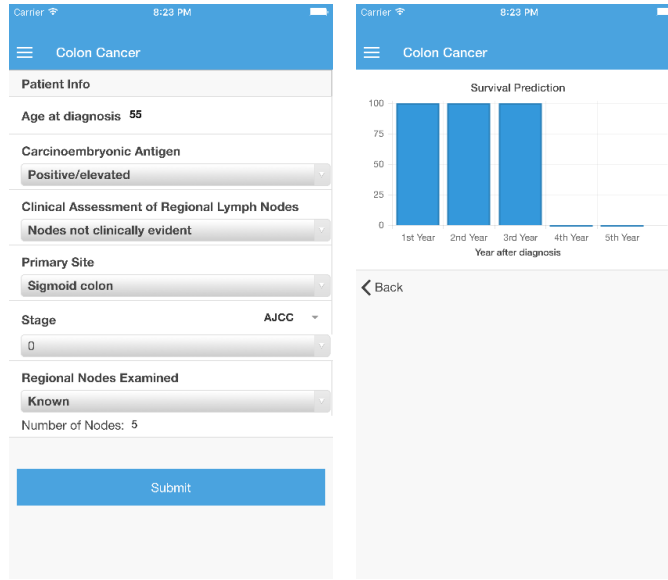 Carrier 8:23 PM
Colon Cancer
Patient Info
Age at diagnosis 55
Carcinoembryonic Antigen
Positive/elevated
Clinical Assessment of Regional Lymph Nodes
Nodes not clinically evident
Primary Site
Sigmoid colon
Stage AJCC
0
Regional Nodes Examined
Known
Number of Nodes: 5
Submit
Carrier 8:23 PM
Colon Cancer
Survival Prediction
100
75
50
25
0
1st Year 2nd Year 3rd Year 4th Year 5th Year
Year after diagnosis
Back